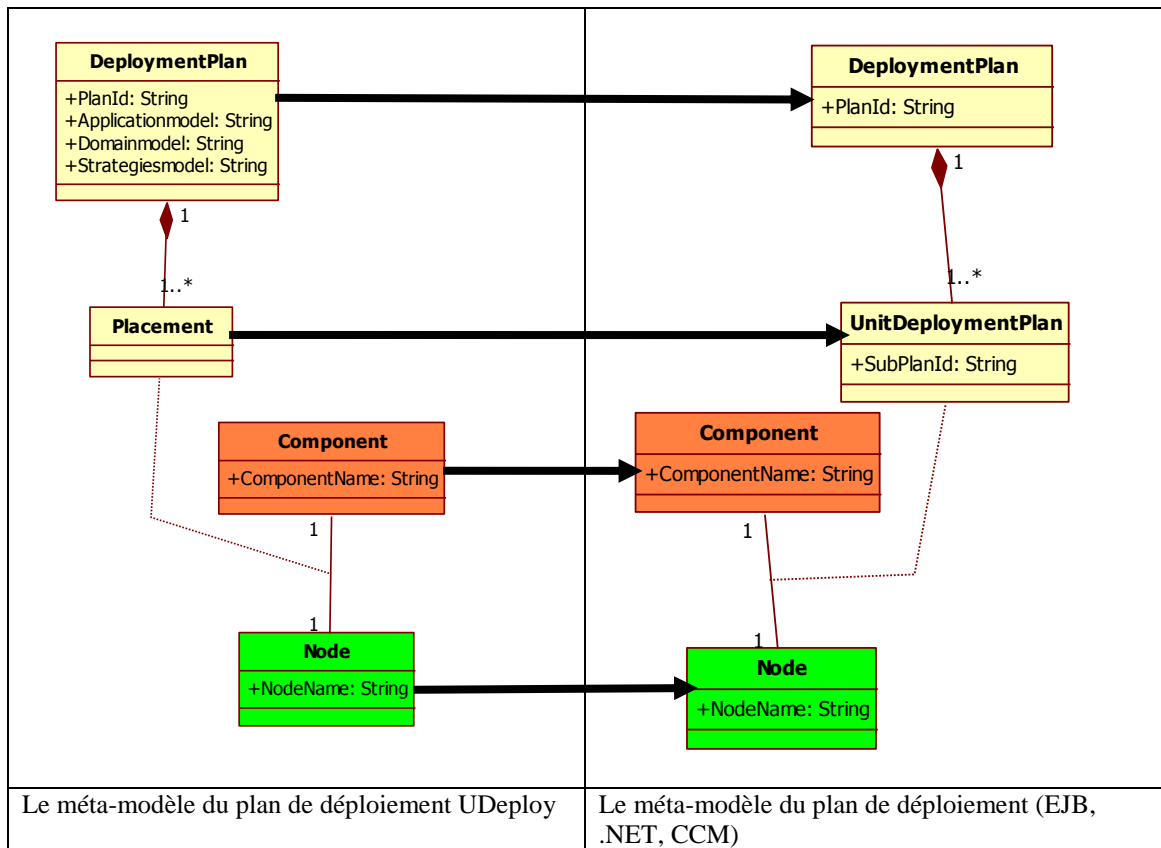 DeploymentPlan
+PlanId: String
+Applicationmodel: String
+Domainmodel: String
+Strategiesmodel: String
1
1..*
Placement
Component
+ComponentName: String
1
1
Node
+NodeName: String
DeploymentPlan
+PlanId: String
1
1..*
UnitDeploymentPlan
+SubPlanId: String
Component
+ComponentName: String
1
1
Node
+NodeName: String
Le méta-modèle du plan de déploiement UDeploy
Le méta-modèle du plan de déploiement (EJB,
.NET, CCM)